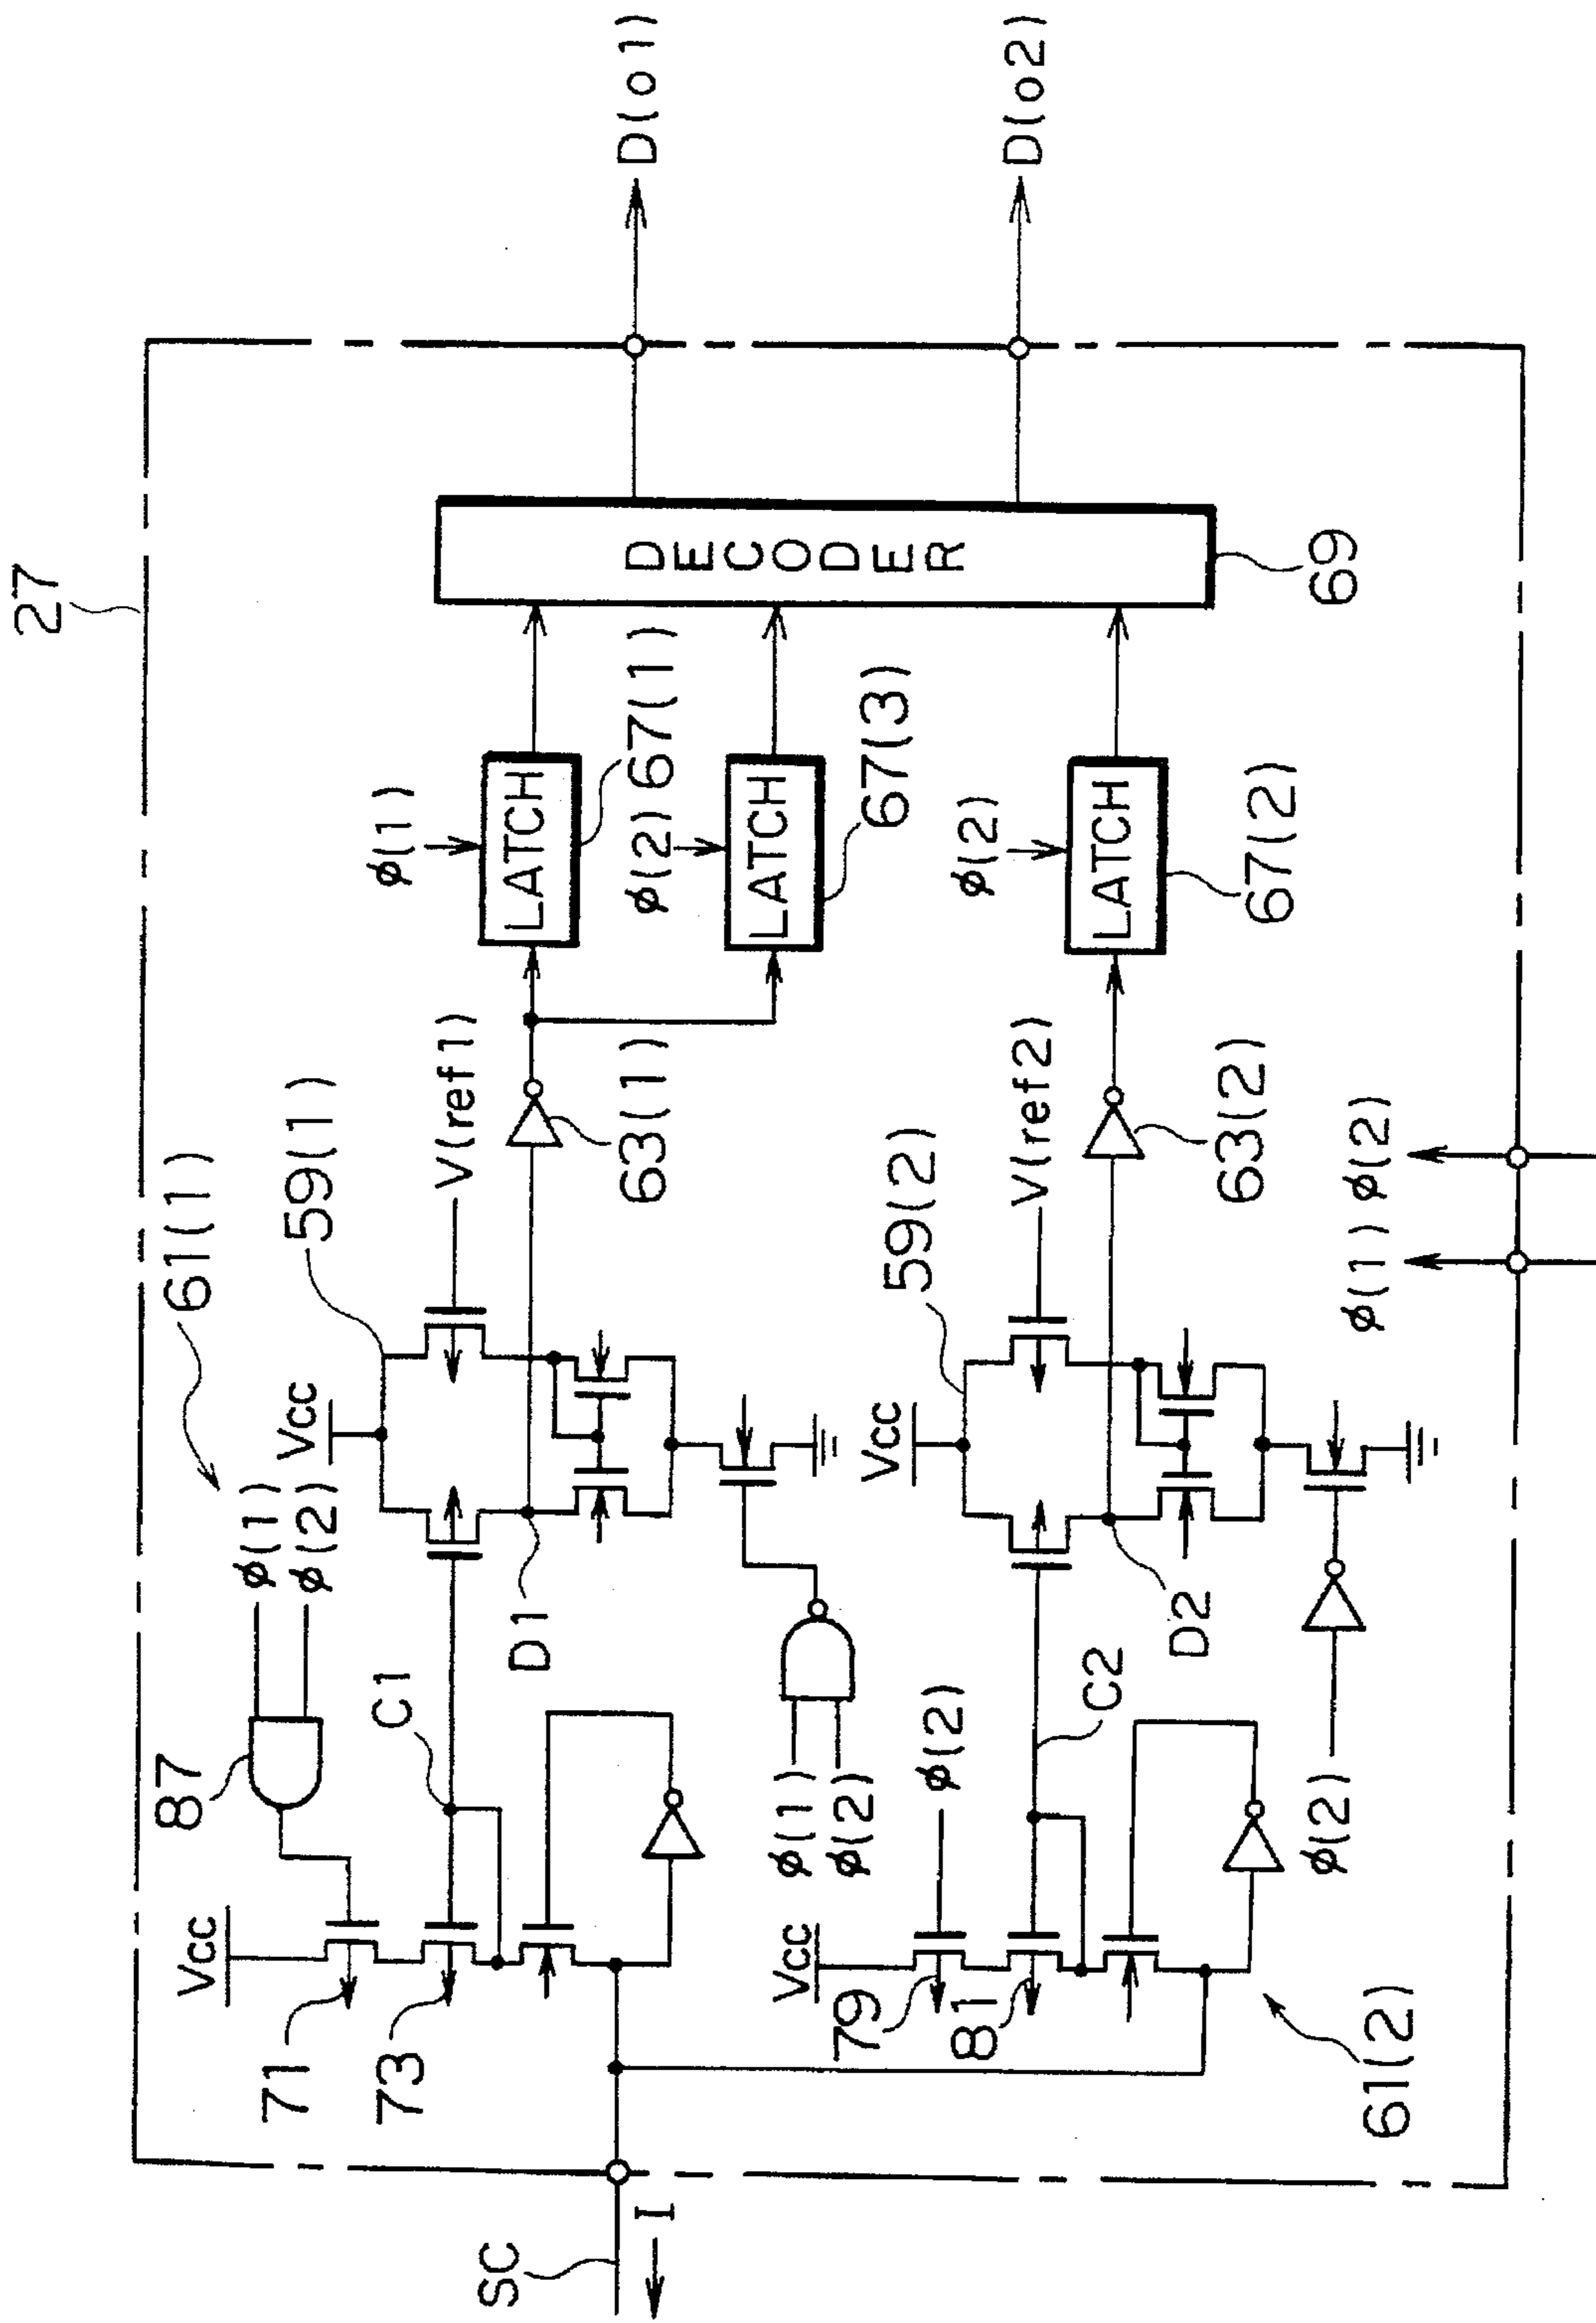 27
61(1)
59(1)
Vcc
ϕ(1)
ϕ(2)
87
Vcc
71
73
C1
D1
V(ref1)
63(1)
ϕ(1)
LATCH
67(1)
ϕ(2)
LATCH
67(3)
ϕ(1)
ϕ(2)
SC
I
Vcc
79
81
ϕ(2)
C2
D2
Vcc
59(2)
V(ref2)
63(2)
ϕ(2)
LATCH
67(2)
ϕ(2)
61(2)
ϕ(1)
ϕ(2)
DECODER
69
D(o1)
D(o2)